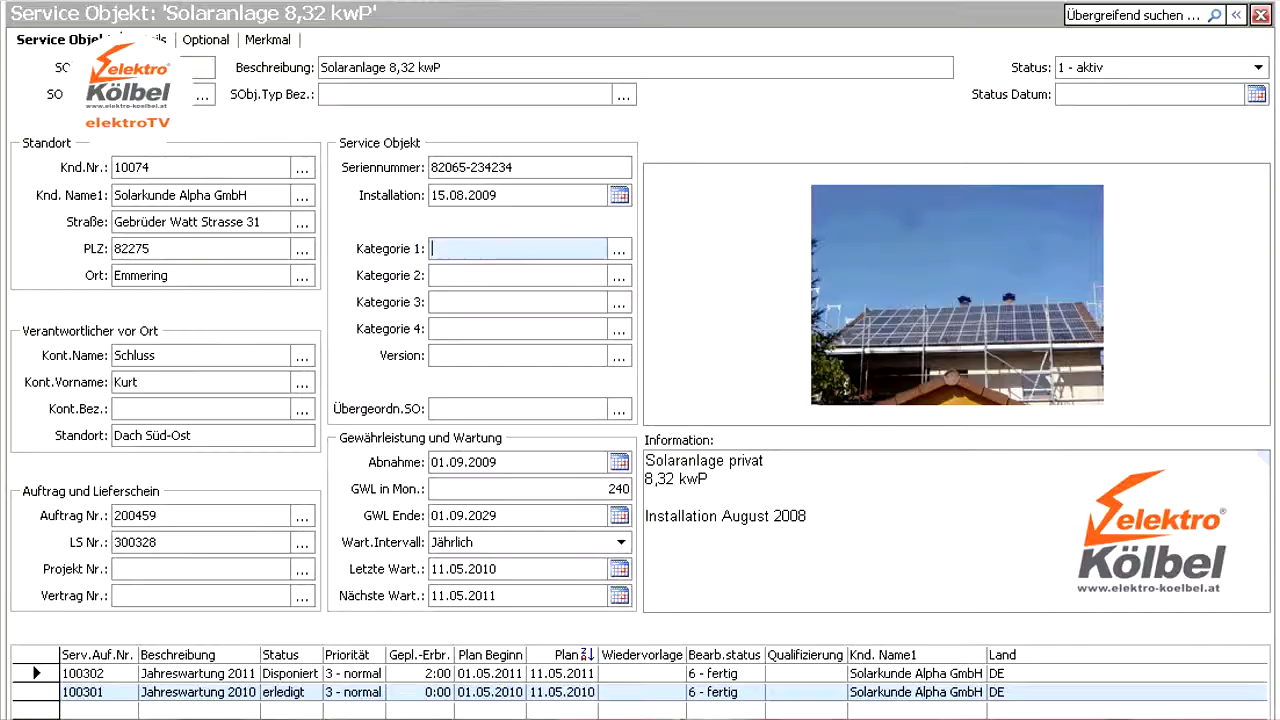 Service Objekt: 'Solaranlage 8,32 kwP'
Übergreifend suchen ...
Service Optional Merkmal
elektro
Kölbel
www.elektro-koelbel.at
elektroTV
SO
Beschreibung: Solaranlage 8,32 kwP
Status: 1 - aktiv
SO ...
SObj.Typ Bez.: ...
Status Datum:
Standort
Knd.Nr.: 10074 ...
Knd. Name1: Solarkunde Alpha GmbH ...
Straße: Gebrüder Watt Strasse 31 ...
PLZ: 82275 ...
Ort: Emmering ...
Verantwortlicher vor Ort
Kont.Name: Schluss ...
Kont.Vorname: Kurt ...
Kont.Bez.: ...
Standort: Dach Süd-Ost
Auftrag und Lieferschein
Auftrag Nr.: 200459 ...
LS Nr.: 300328 ...
Projekt Nr.: ...
Vertrag Nr.: ...
Service Objekt
Seriennummer: 82065-234234
Installation: 15.08.2009
Kategorie 1: ...
Kategorie 2: ...
Kategorie 3: ...
Kategorie 4: ...
Version: ...
Übergeordn.SO: ...
Gewährleistung und Wartung
Abnahme: 01.09.2009
GWL in Mon.: 240
GWL Ende: 01.09.2029
Wart.Intervall: Jährlich
Letzte Wart.: 11.05.2010
Nächste Wart.: 11.05.2011
Information:
Solaranlage privat
8,32 kwP
Installation August 2008
elektro®
Kölbel
www.elektro-koelbel.at
Serv.Auf.Nr. Beschreibung Status Priorität Gepl.-Erbr. Plan Beginn Plan Wiedervorlage Bearb.status Qualifizierung Knd. Name1 Land
100302 Jahreswartung 2011 Disponiert 3 - normal 2:00 01.05.2011 11.05.2011 6 - fertig Solarkunde Alpha GmbH DE
100301 Jahreswartung 2010 erledigt 3 - normal 0:00 01.05.2010 11.05.2010 6 - fertig Solarkunde Alpha GmbH DE